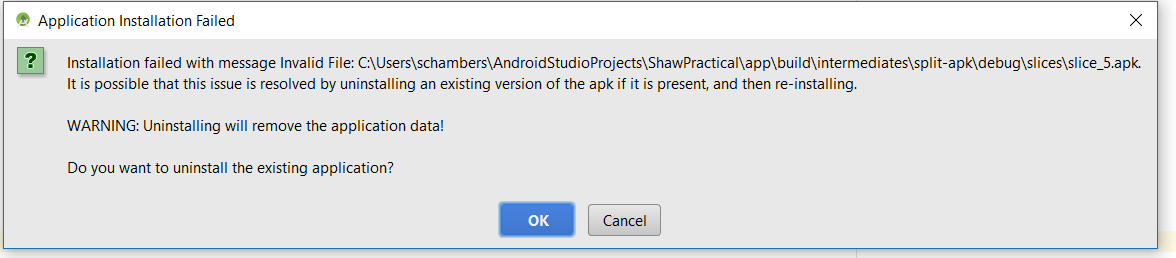 Application Installation Failed
Installation failed with message Invalid File: C:\Users\schambers\AndroidStudioProjects\ShawPractical\app\build\intermediates\split-apk\debug\slices\slice_5.apk.
It is possible that this issue is resolved by uninstalling an existing version of the apk if it is present, and then re-installing.
WARNING: Uninstalling will remove the application data!
Do you want to uninstall the existing application?
OK
Cancel